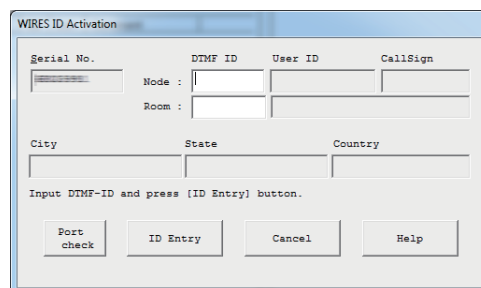 WIRES ID Activation
Serial No. DTMF ID User ID CallSign
Node :
Room :
City State Country
Input DTMF-ID and press [ID Entry] button.
Port check ID Entry Cancel Help